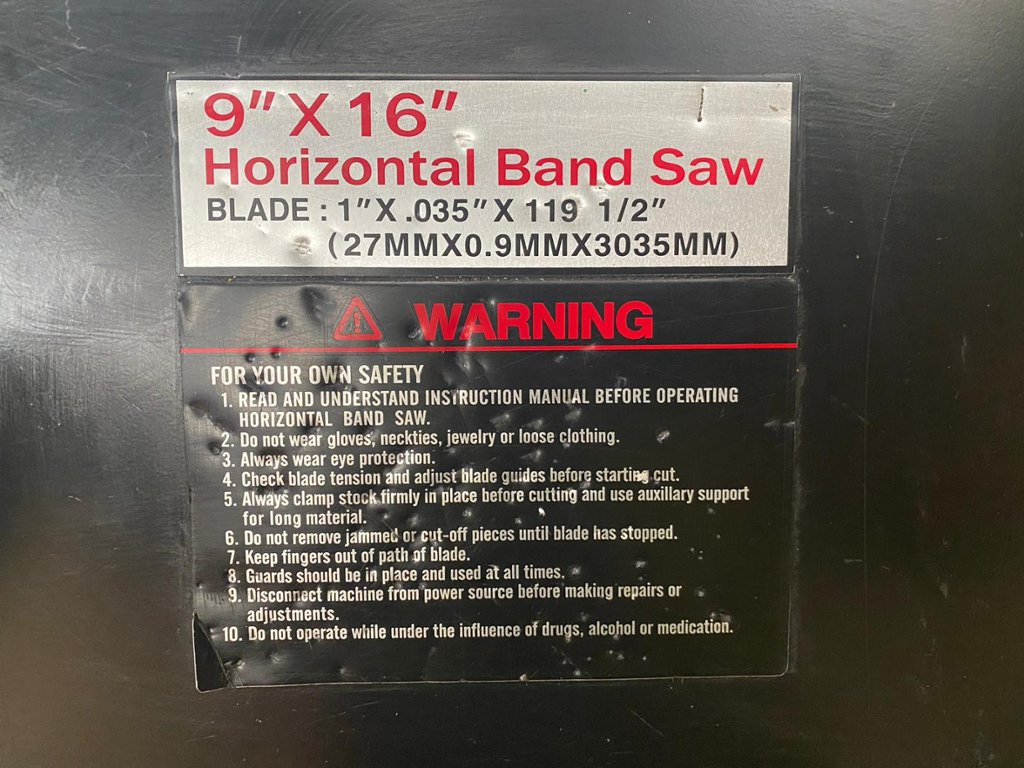 9" X 16"
Horizontal Band Saw
BLADE : 1" X .035" X 119 1/2"
(27MMX0.9MMX3035MM)
WARNING
FOR YOUR OWN SAFETY
1. READ AND UNDERSTAND INSTRUCTION MANUAL BEFORE OPERATING
HORIZONTAL BAND SAW.
2. Do not wear gloves, neckties, jewelry or loose clothing.
3. Always wear eye protection.
4. Check blade tension and adjust blade guides before starting cut.
5. Always clamp stock firmly in place before cutting and use auxillary support
for long material.
6. Do not remove jammed or cut-off pieces until blade has stopped.
7. Keep fingers out of path of blade.
8. Guards should be in place and used at all times.
9. Disconnect machine from power source before making repairs or
adjustments.
10. Do not operate while under the influence of drugs, alcohol or medication.